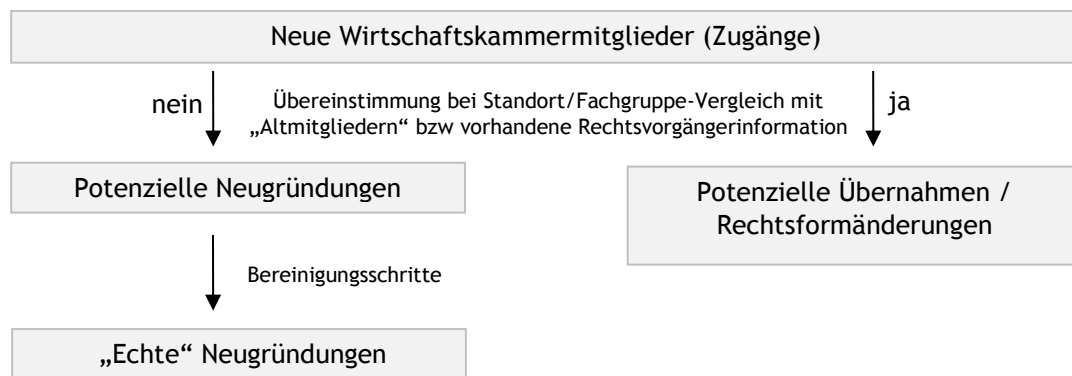 Neue Wirtschaftskammermitglieder (Zugänge)
nein
Übereinstimmung bei Standort/Fachgruppe-Vergleich mit
„Altmitgliedern“ bzw vorhandene Rechtsvorgängerinformation
ja
Potenzielle Neugründungen
Potenzielle Übernahmen /
Rechtsformänderungen
Bereinigungsschritte
„Echte“ Neugründungen